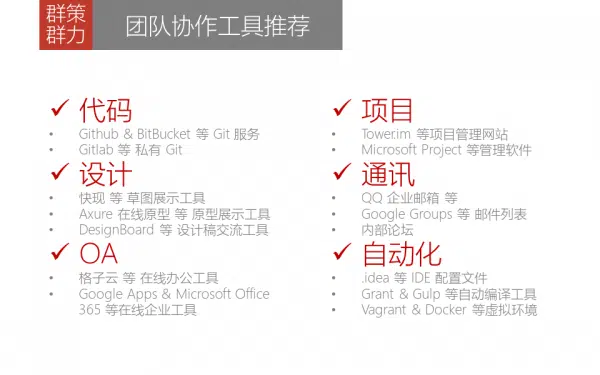 群策
群力
团队协作工具推荐
✓ 代码
• Github & BitBucket 等 Git 服务
• Gitlab 等 私有 Git
✓ 设计
• 快现 等 草图展示工具
• Axure 在线原型 等 原型展示工具
• DesignBoard 等 设计稿交流工具
✓ OA
• 格子云 等 在线办公工具
• Google Apps & Microsoft Office
365 等在线企业工具
✓ 项目
• Tower.im 等项目管理网站
• Microsoft Project 等管理软件
✓ 通讯
• QQ 企业邮箱 等
• Google Groups 等 邮件列表
• 内部论坛
✓ 自动化
• .idea 等 IDE 配置文件
• Grant & Gulp 等自动编译工具
• Vagrant & Docker 等虚拟环境